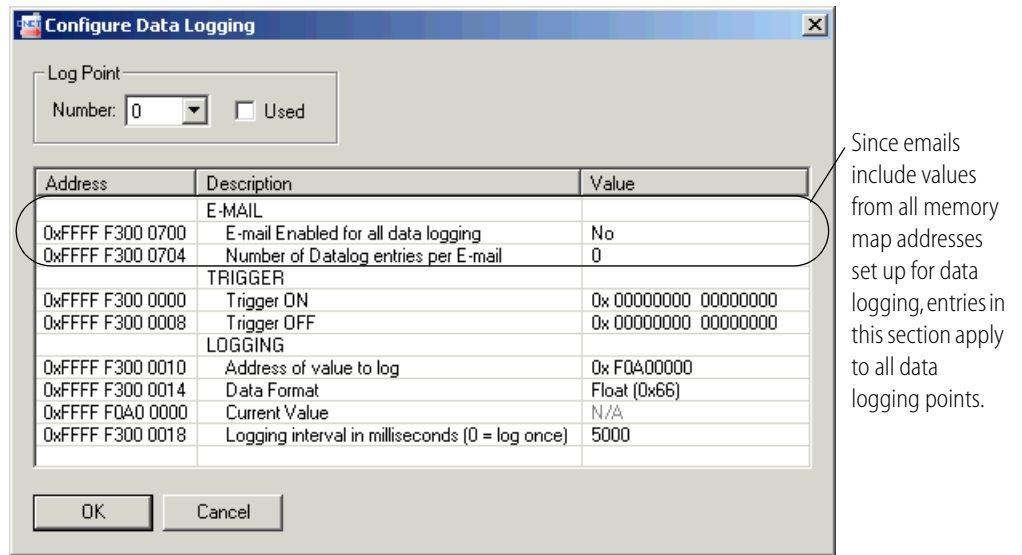 Configure Data Logging
Log Point
Number: 0 Used
Address Description Value
E-MAIL
0xFFFF F300 0700 E-mail Enabled for all data logging No
0xFFFF F300 0704 Number of Datalog entries per E-mail 0
TRIGGER
0xFFFF F300 0000 Trigger ON 0x 00000000 00000000
0xFFFF F300 0008 Trigger OFF 0x 00000000 00000000
LOGGING
0xFFFF F300 0010 Address of value to log 0x F0A00000
0xFFFF F300 0014 Data Format Float (0x66)
0xFFFF F0A0 0000 Current Value N/A
0xFFFF F300 0018 Logging interval in milliseconds (0 = log once) 5000
OK Cancel
Since emails
include values
from all memory
map addresses
set up for data
logging, entries in
this section apply
to all data
logging points.